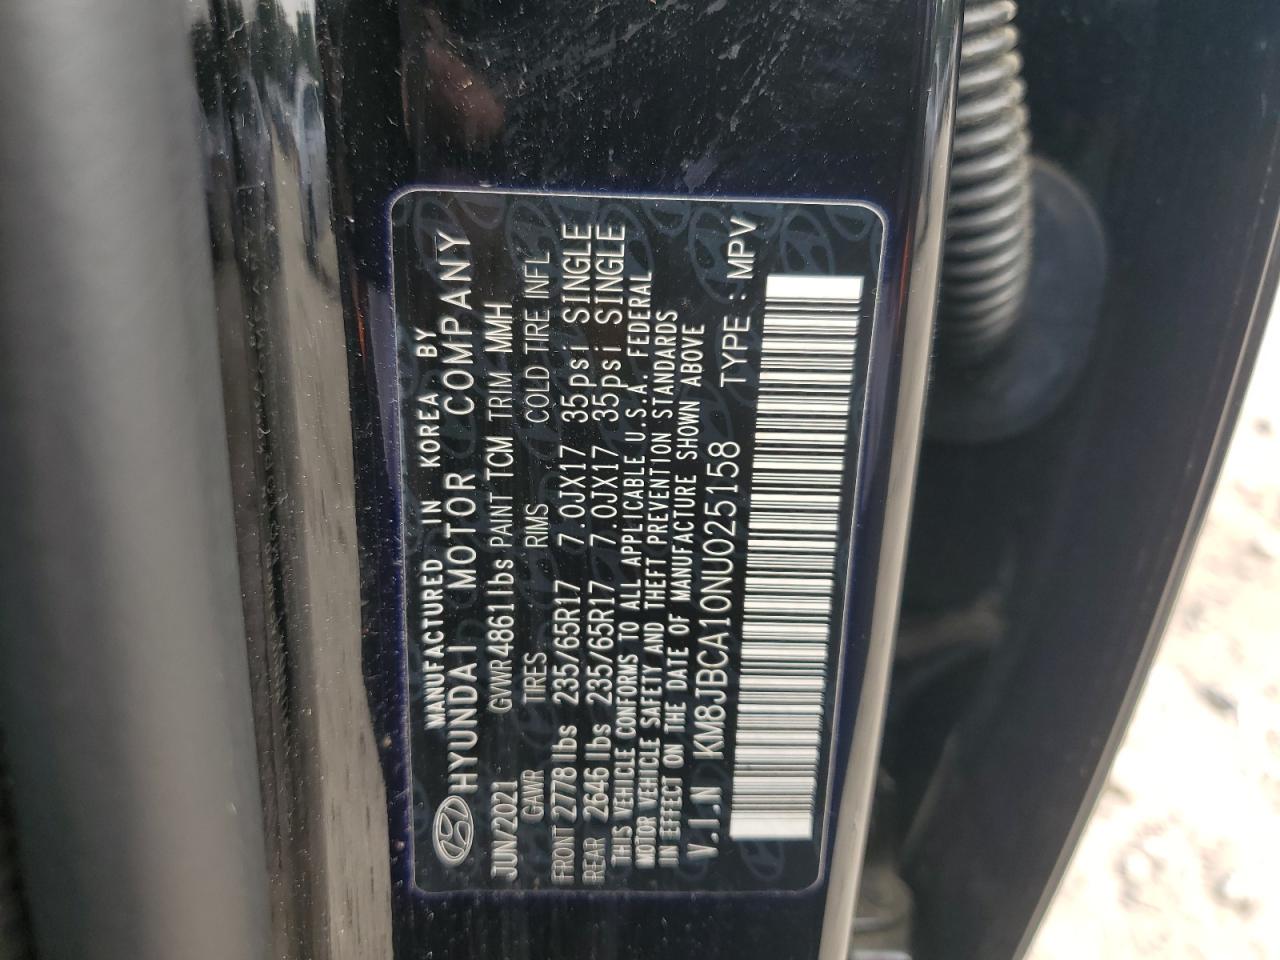 MANUFACTURED IN KOREA BY
HYUNDAI MOTOR COMPANY
JUN/2021 GVWR 4861 lbs PAINT TCM TRIM MMH
GAWR TIRES RIMS COLD TIRE INFL
FRONT 2778 lbs 235/65R17 7.0JX17 35psi SINGLE
REAR 2646 lbs 235/65R17 7.0JX17 35psi SINGLE
THIS VEHICLE CONFORMS TO ALL APPLICABLE U.S.A. FEDERAL
MOTOR VEHICLE SAFETY AND THEFT PREVENTION STANDARDS
IN EFFECT ON THE DATE OF MANUFACTURE SHOWN ABOVE
V.I.N KM8JBCA10NU025158 TYPE : MPV